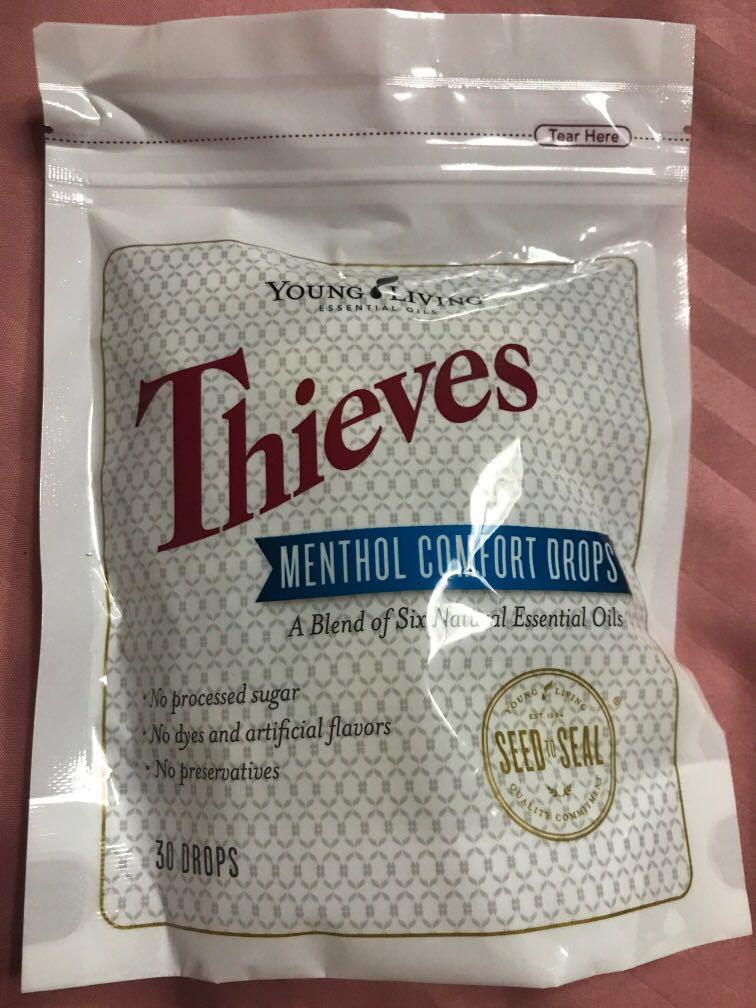 Tear Here
YOUNG LIVING
ESSENTIAL OILS
Thieves
MENTHOL COMFORT DROPS
A Blend of Six Natural Essential Oils
· No processed sugar
· No dyes and artificial flavors
· No preservatives
YOUNG LIVING
EST. 1994
SEED TO SEAL®
QUALITY COMMITMENT
30 DROPS